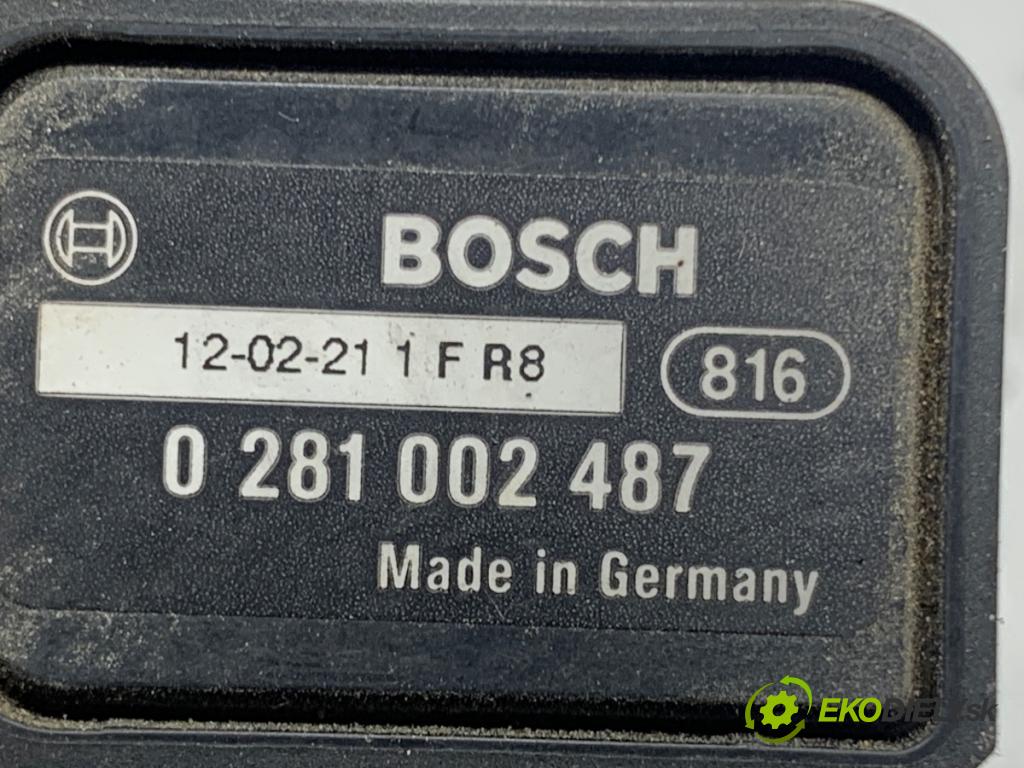 BOSCH
12-02-21 1 F R8
816
0 281 002 487
Made in Germany
EKODIELY.sk